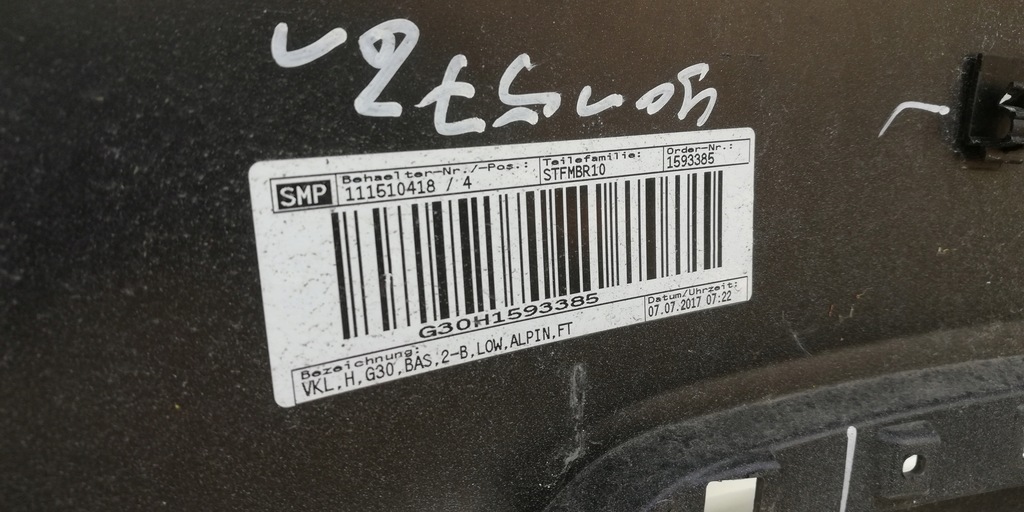 SMP
Behaelter-Nr./-Pos.: Teilefamilie: Order-Nr.:
111510418 / 4 STFMBR10 1593385
G30H1593385
Datum/Uhrzeit:
07.07.2017 07:22
Bezeichnung:
VKL,H,G30,BAS,2-B,LOW,ALPIN,FT